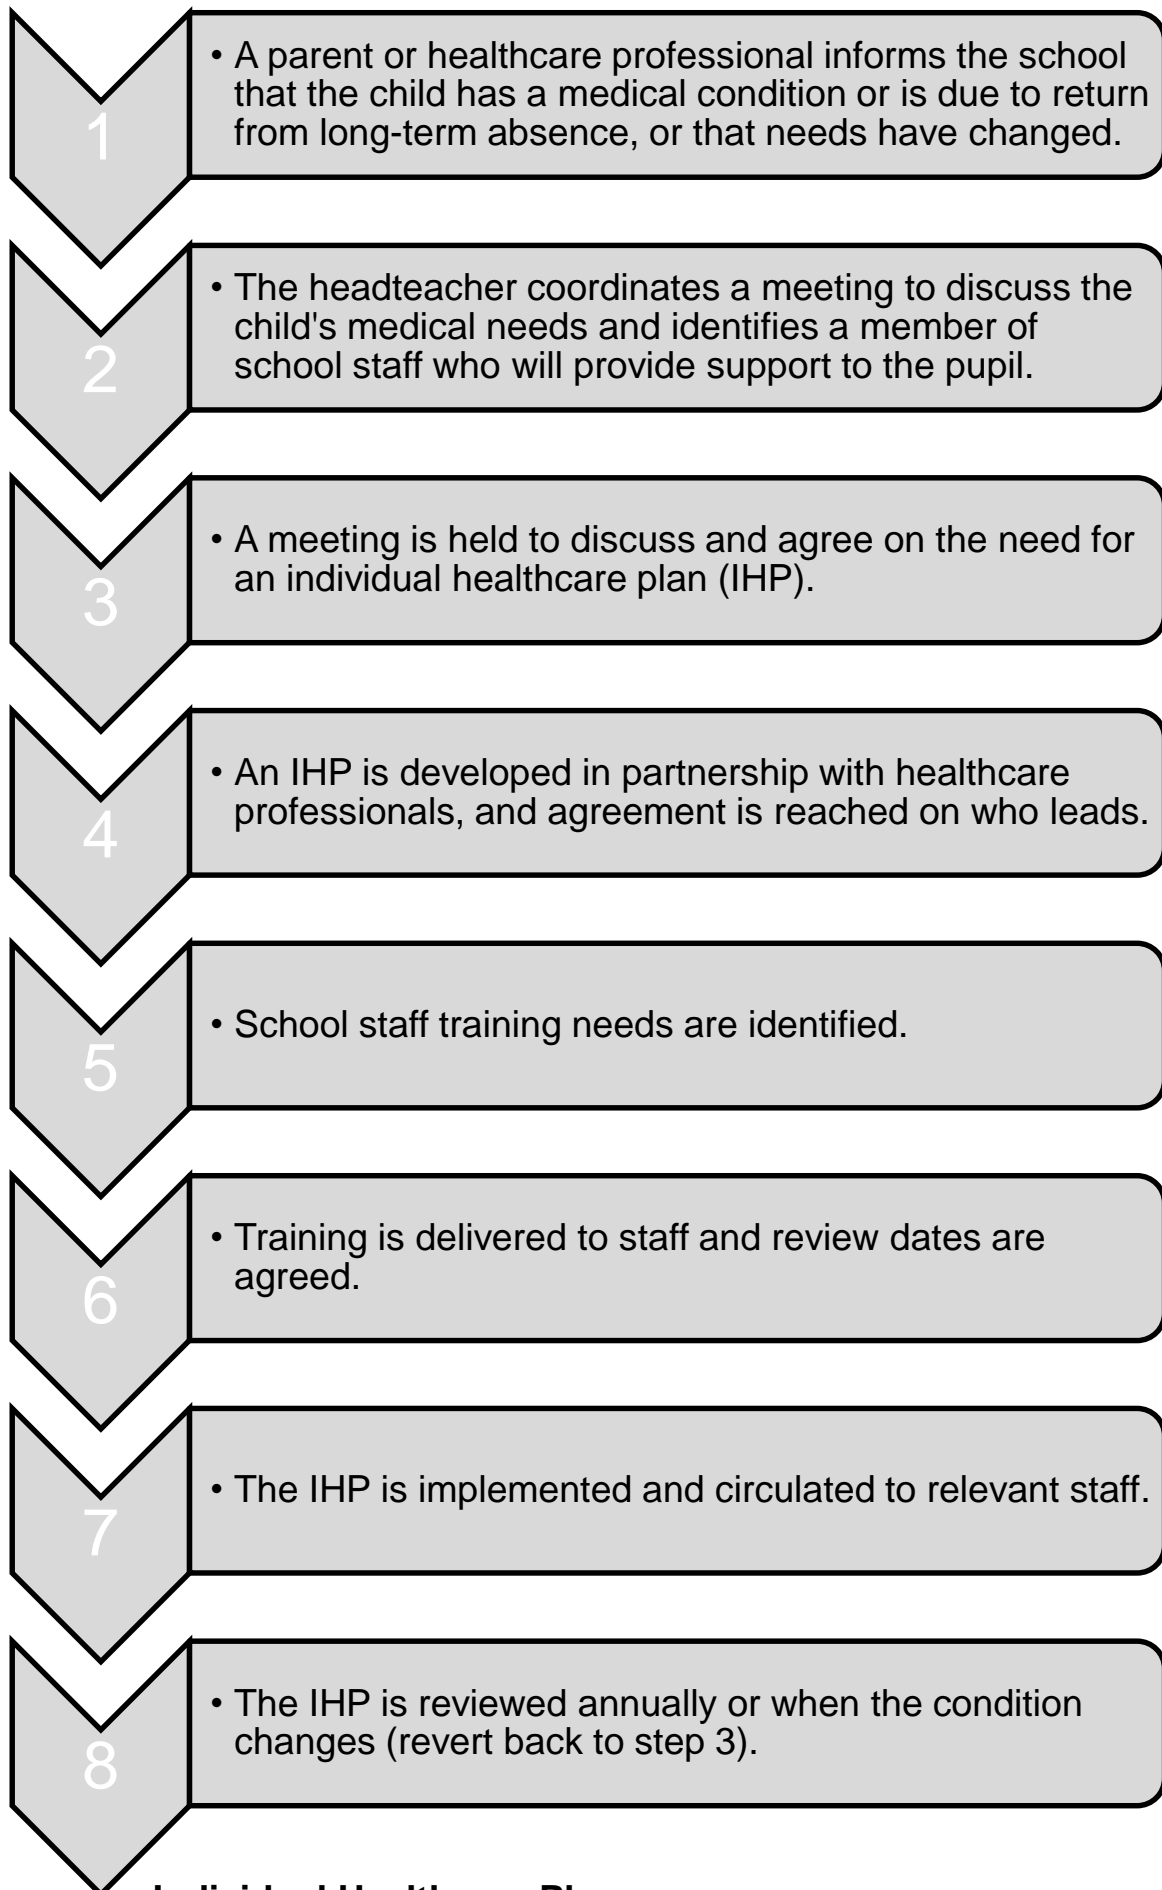 1
• A parent or healthcare professional informs the school
that the child has a medical condition or is due to return
from long-term absence, or that needs have changed.
2
• The headteacher coordinates a meeting to discuss the
child's medical needs and identifies a member of
school staff who will provide support to the pupil.
3
• A meeting is held to discuss and agree on the need for
an individual healthcare plan (IHP).
4
• An IHP is developed in partnership with healthcare
professionals, and agreement is reached on who leads.
5
• School staff training needs are identified.
6
• Training is delivered to staff and review dates are
agreed.
7
• The IHP is implemented and circulated to relevant staff.
8
• The IHP is reviewed annually or when the condition
changes (revert back to step 3).